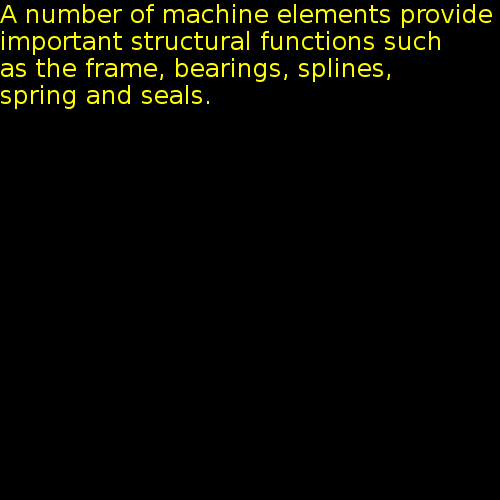 A number of machine elements provide
important structural functions such
as the frame, bearings, splines,
spring and seals.